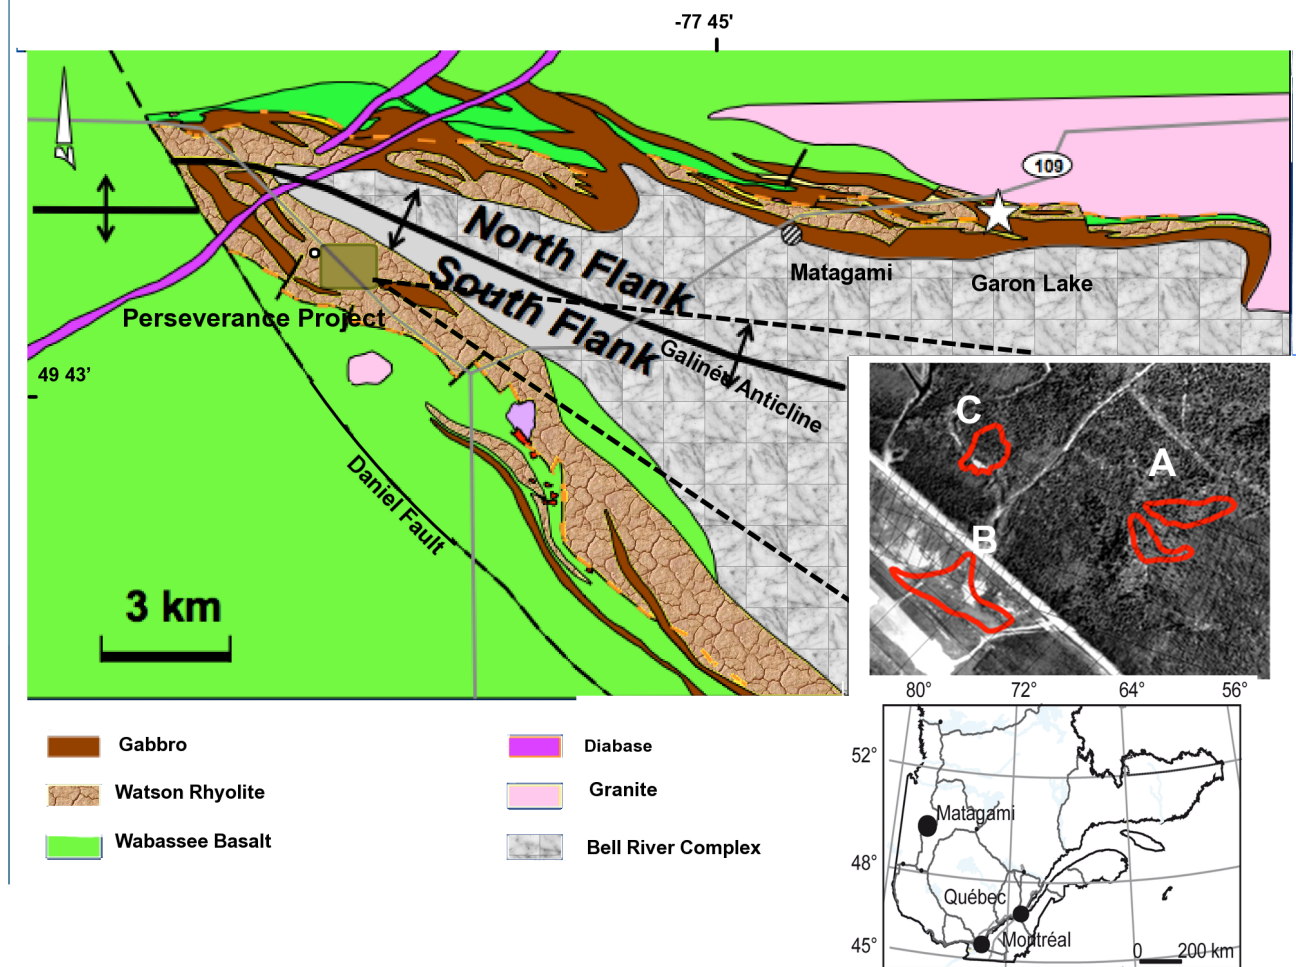 -77 45'
109
North Flank
South Flank
Matagami
Garon Lake
Perseverance Project
Galinée Anticline
49 43'
Daniel Fault
3 km
C
A
B
Gabbro
Watson Rhyolite
Wabassee Basalt
Diabase
Granite
Bell River Complex
80° 72° 64° 56°
52°
Matagami
48°
Québec
Montréal
45°
0 200 km